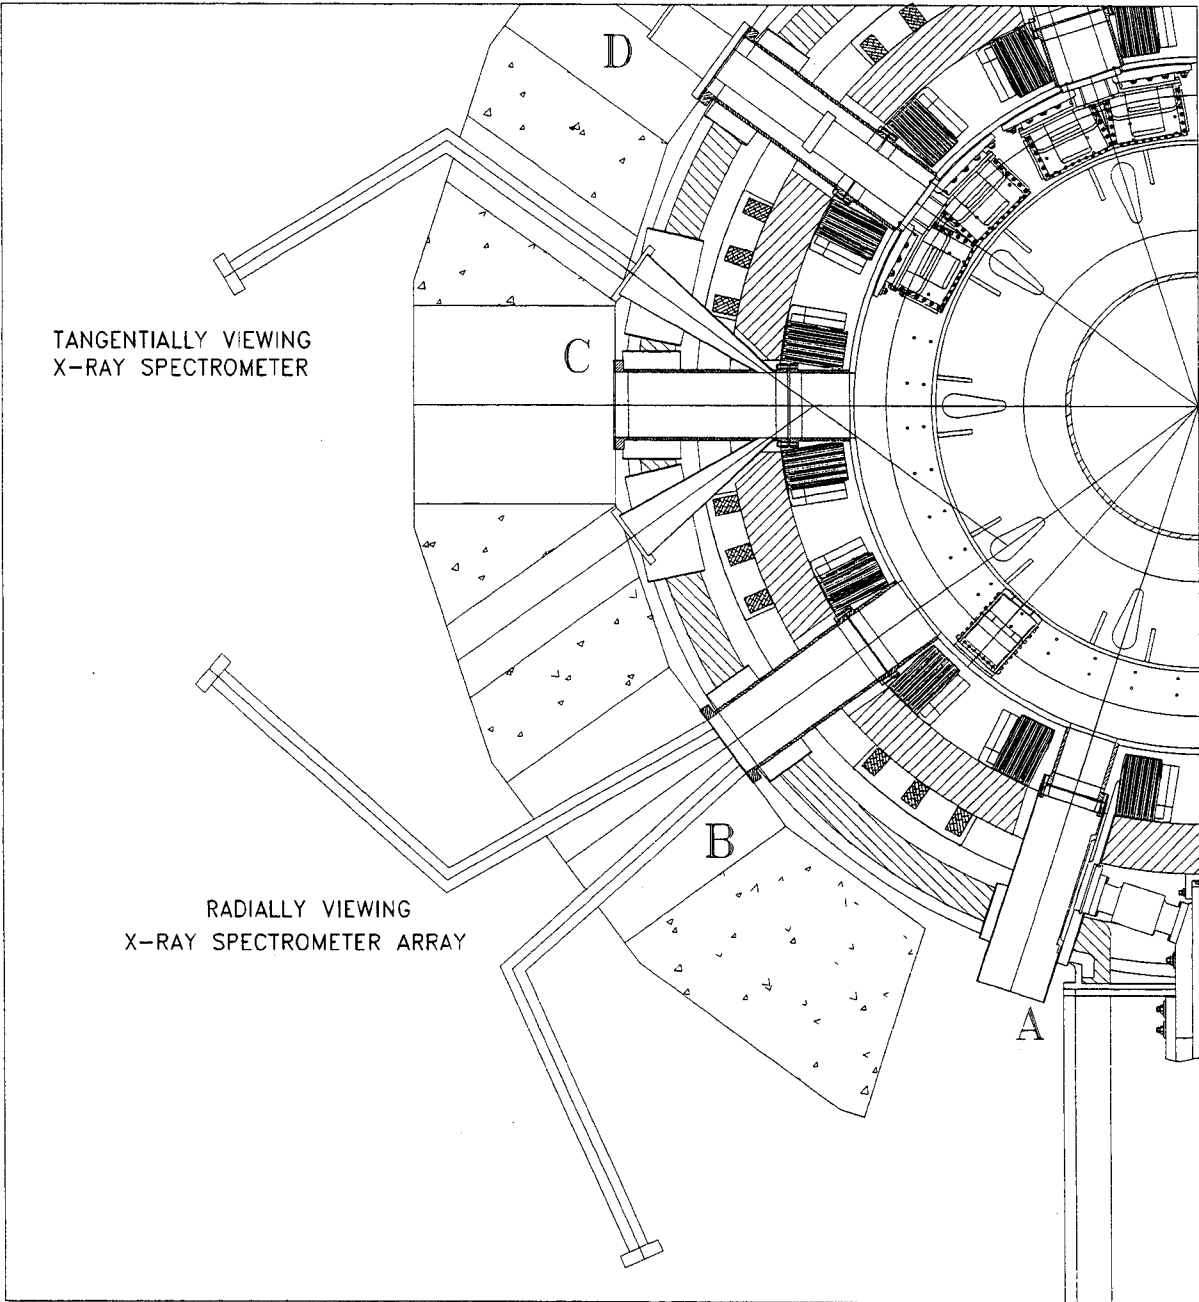 D
TANGENTIALLY VIEWING
X-RAY SPECTROMETER
C
B
RADIALLY VIEWING
X-RAY SPECTROMETER ARRAY
A